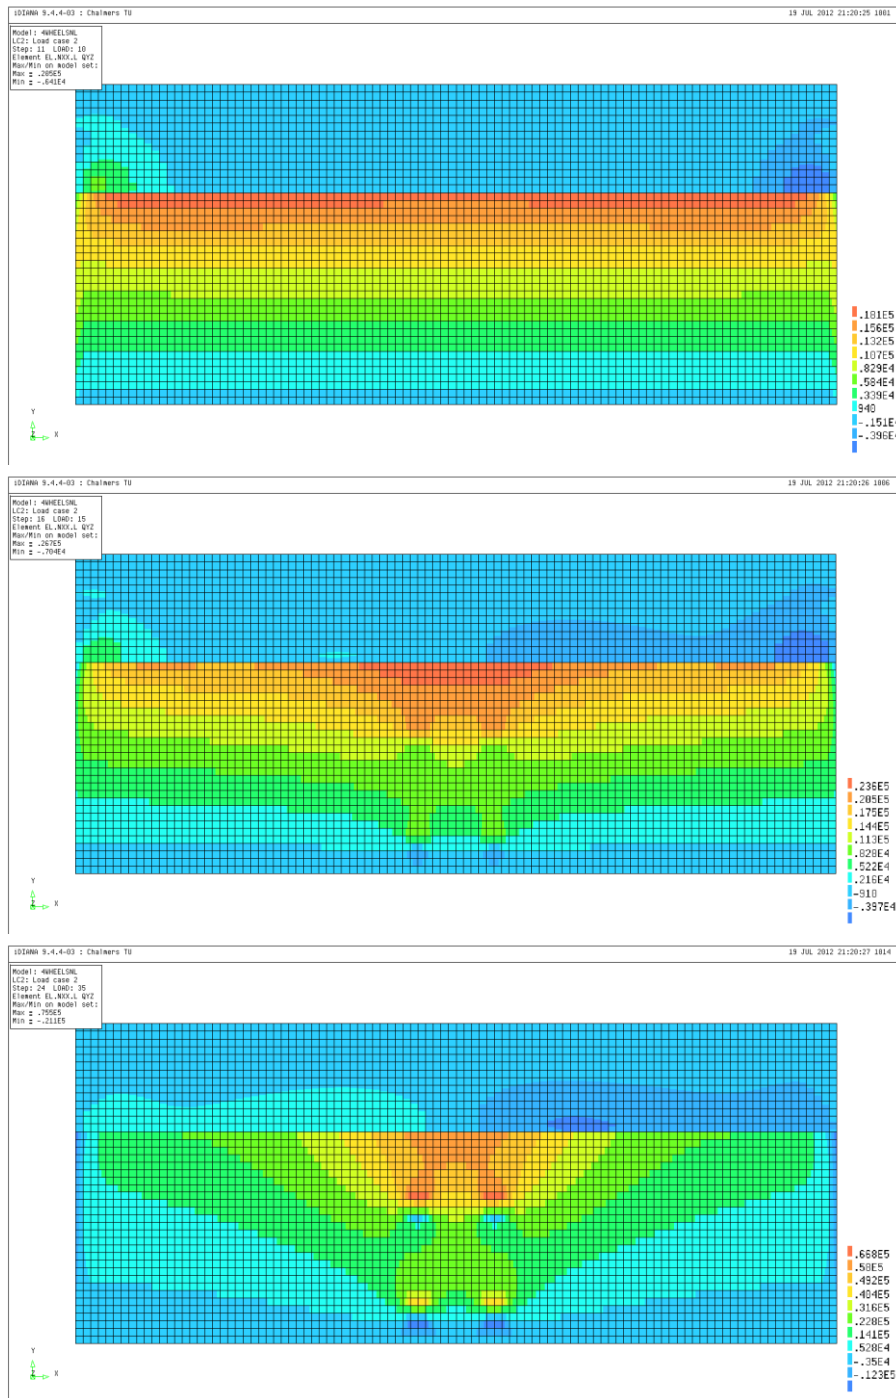 iDIANA 9.4.4-03 : Chalmers TU
19 JUL 2012 21:20:25 1001
Model: 4WHEELSNL
LC2: Load case 2
Step: 11 LOAD: 10
Element EL.NXX.L QYZ
Max/Min on model set:
Max = .205E5
Min = -.641E4
.181E5
.156E5
.132E5
.107E5
.829E4
.584E4
.339E4
940
-.151E4
-.396E4
Y
Z X
iDIANA 9.4.4-03 : Chalmers TU
19 JUL 2012 21:20:26 1006
Model: 4WHEELSNL
LC2: Load case 2
Step: 16 LOAD: 15
Element EL.NXX.L QYZ
Max/Min on model set:
Max = .267E5
Min = -.704E4
.236E5
.205E5
.175E5
.144E5
.113E5
.828E4
.522E4
.216E4
-910
-.397E4
Y
Z X
iDIANA 9.4.4-03 : Chalmers TU
19 JUL 2012 21:20:27 1014
Model: 4WHEELSNL
LC2: Load case 2
Step: 24 LOAD: 35
Element EL.NXX.L QYZ
Max/Min on model set:
Max = .755E5
Min = -.211E5
.668E5
.58E5
.492E5
.404E5
.316E5
.228E5
.141E5
.528E4
-.35E4
-.123E5
Y
Z X